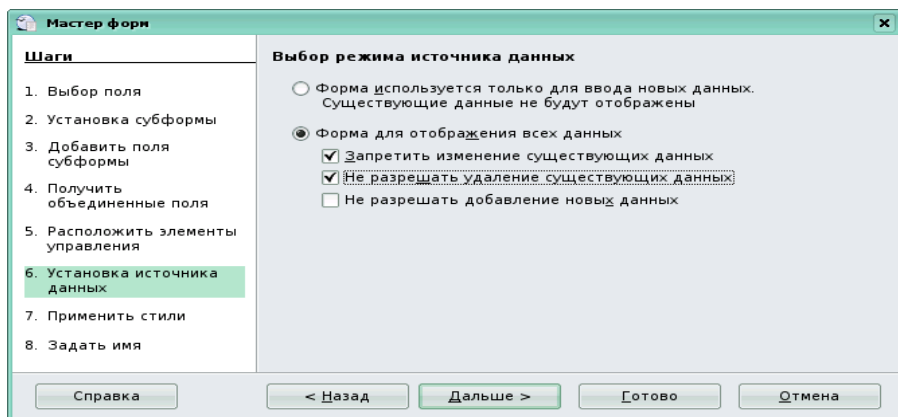 Мастер форм
Шаги
1. Выбор поля
2. Установка субформы
3. Добавить поля
субформы
4. Получить
объединенные поля
5. Расположить элементы
управления
6. Установка источника
данных
7. Применить стили
8. Задать имя
Выбор режима источника данных
Форма используется только для ввода новых данных.
Существующие данные не будут отображены
Форма для отображения всех данных
Запретить изменение существующих данных
Не разрешать удаление существующих данных
Не разрешать добавление новых данных
Справка
< Назад
Дальше >
Готово
Отмена